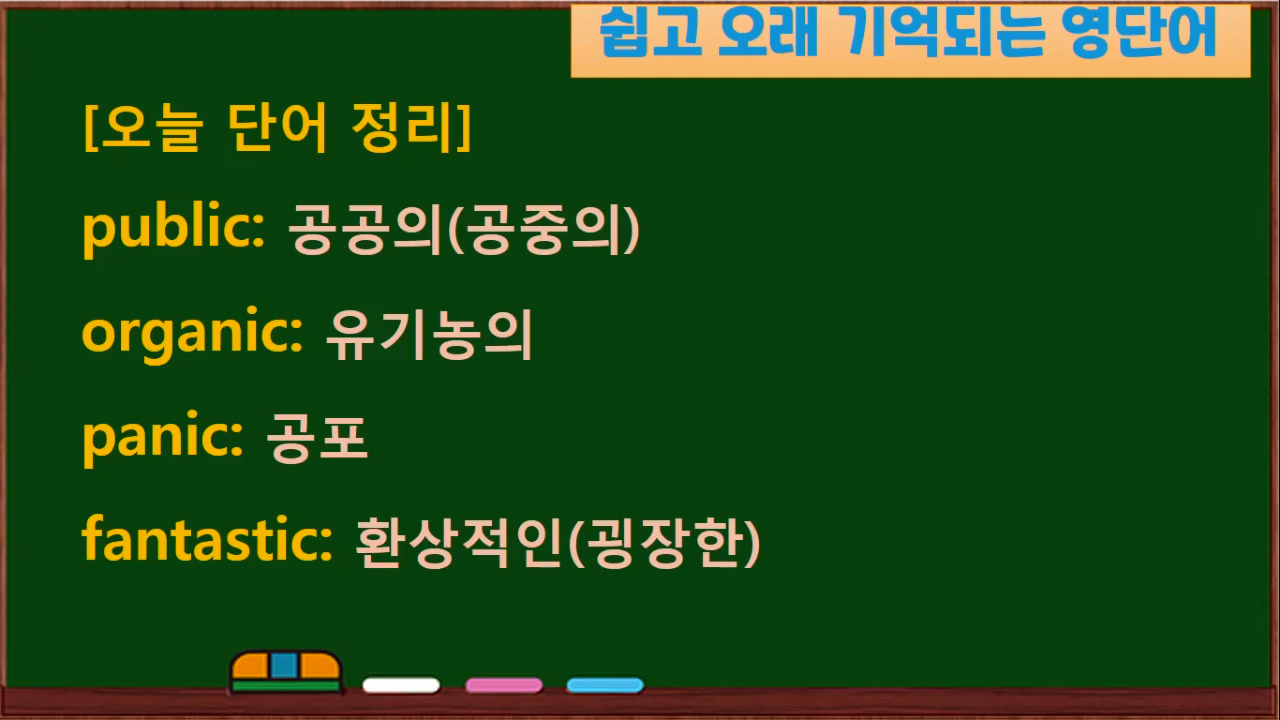 쉽고 오래 기억되는 영단어
[오늘 단어 정리]
public: 공공의(공중의)
organic: 유기농의
panic: 공포
fantastic: 환상적인(굉장한)